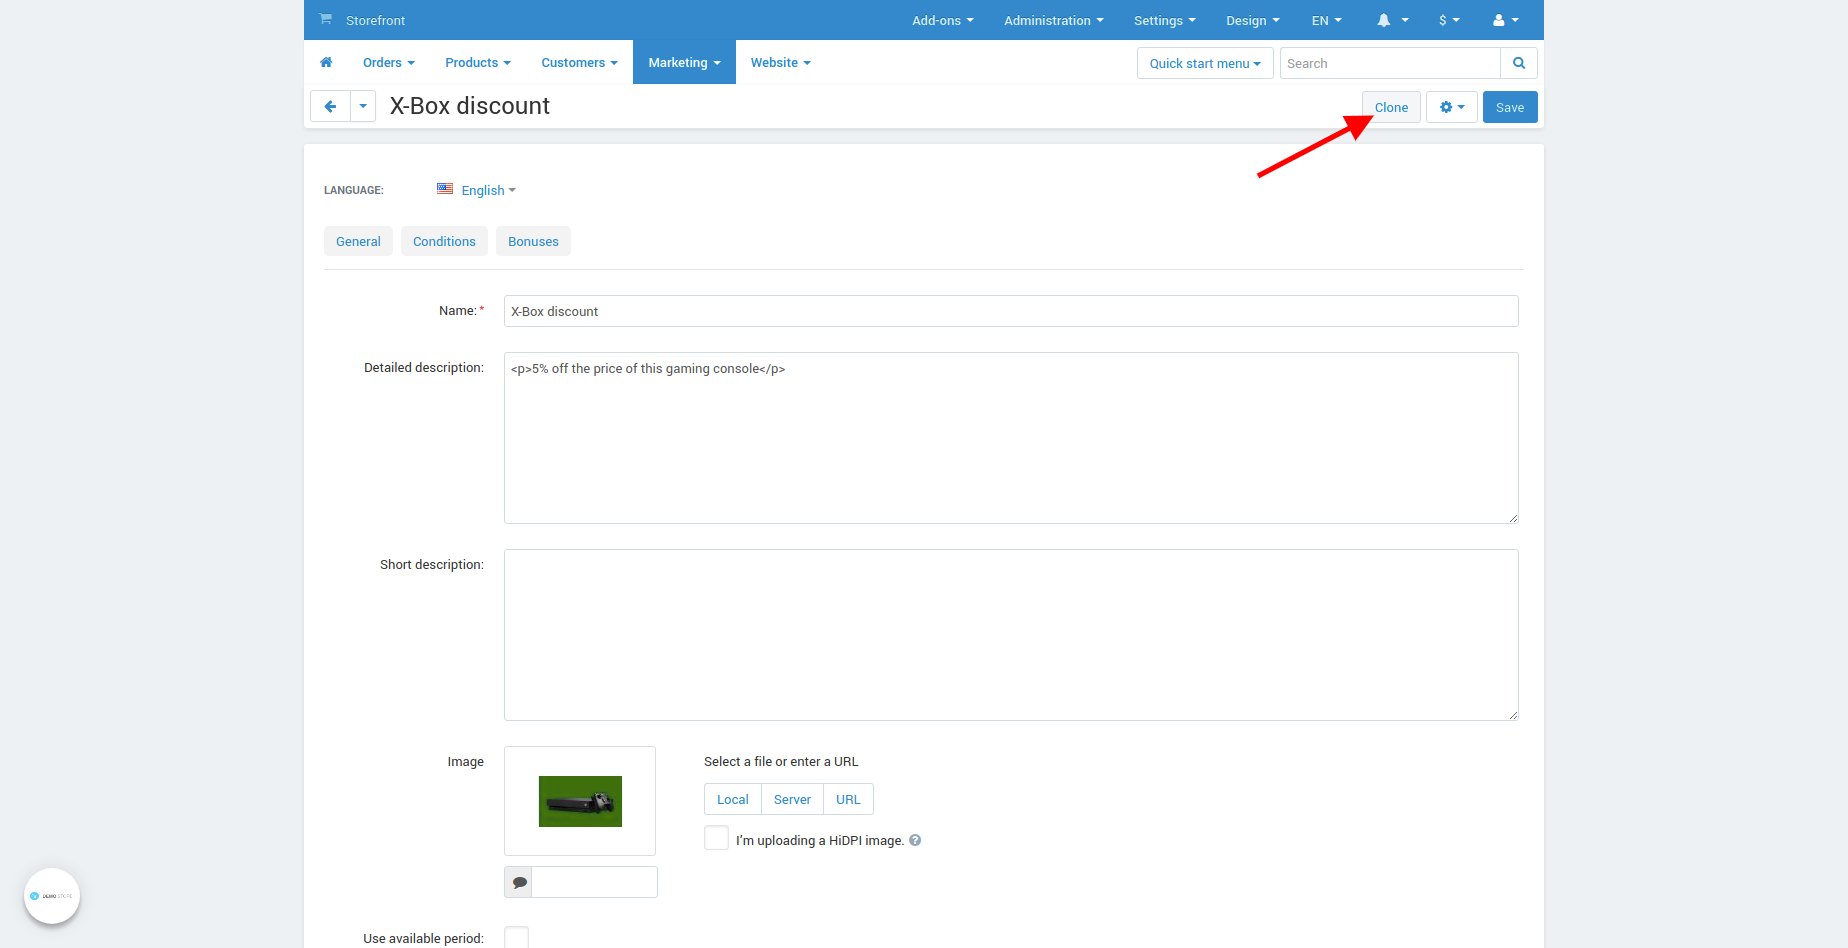 Storefront Add-ons Administration Settings Design EN $
Orders Products Customers Marketing Website Quick start menu Search
X-Box discount Clone Save
LANGUAGE: English
General Conditions Bonuses
Name:* X-Box discount
Detailed description: <p>5% off the price of this gaming console</p>
Short description:
Image Select a file or enter a URL
Local Server URL
I'm uploading a HiDPI image. ?
DEMO STORE
Use available period: